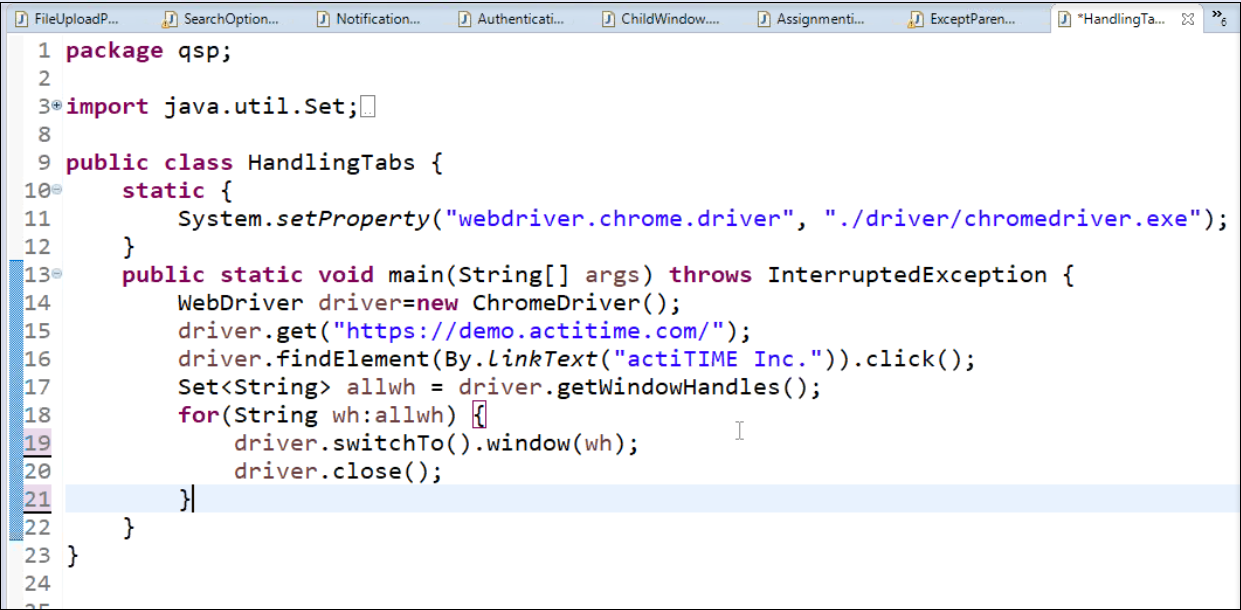 FileUploadP... SearchOption... Notification... Authenticati... ChildWindow.... Assignmenti... ExceptParen... *HandlingTa... »6
1 package qsp;
2
3 import java.util.Set;
8
9 public class HandlingTabs {
10     static {
11         System.setProperty("webdriver.chrome.driver", "./driver/chromedriver.exe");
12     }
13     public static void main(String[] args) throws InterruptedException {
14         WebDriver driver=new ChromeDriver();
15         driver.get("https://demo.actitime.com/");
16         driver.findElement(By.linkText("actiTIME Inc.")).click();
17         Set<String> allwh = driver.getWindowHandles();
18         for(String wh:allwh) {
19             driver.switchTo().window(wh);
20             driver.close();
21         }
22     }
23 }
24